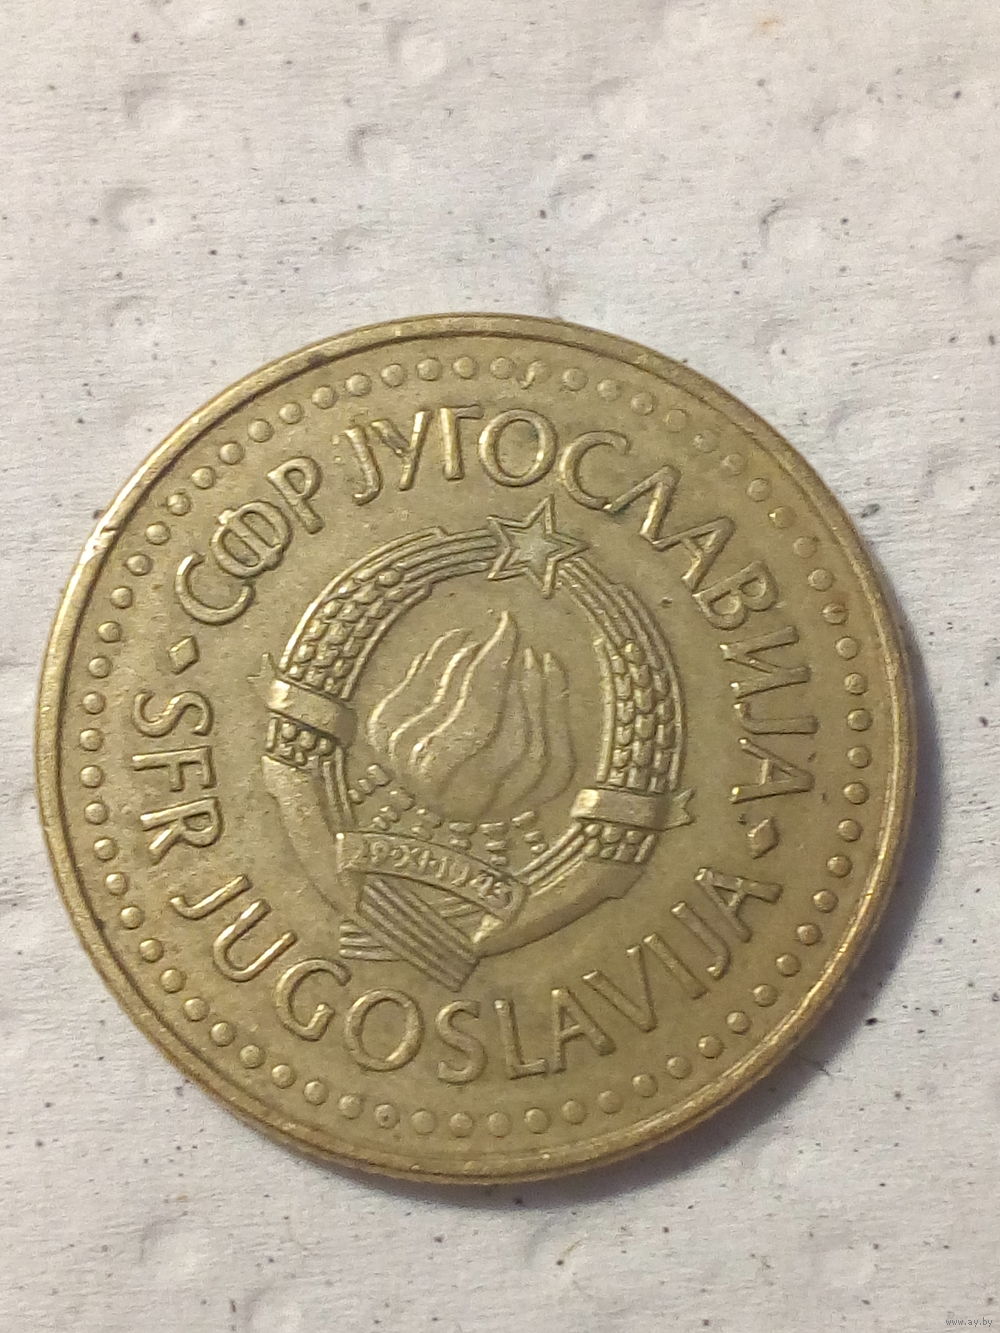 СФР ЈУГОСЛАВИЈА
SFR JUGOSLAVIJA
29·XI·1943
www.ay.by